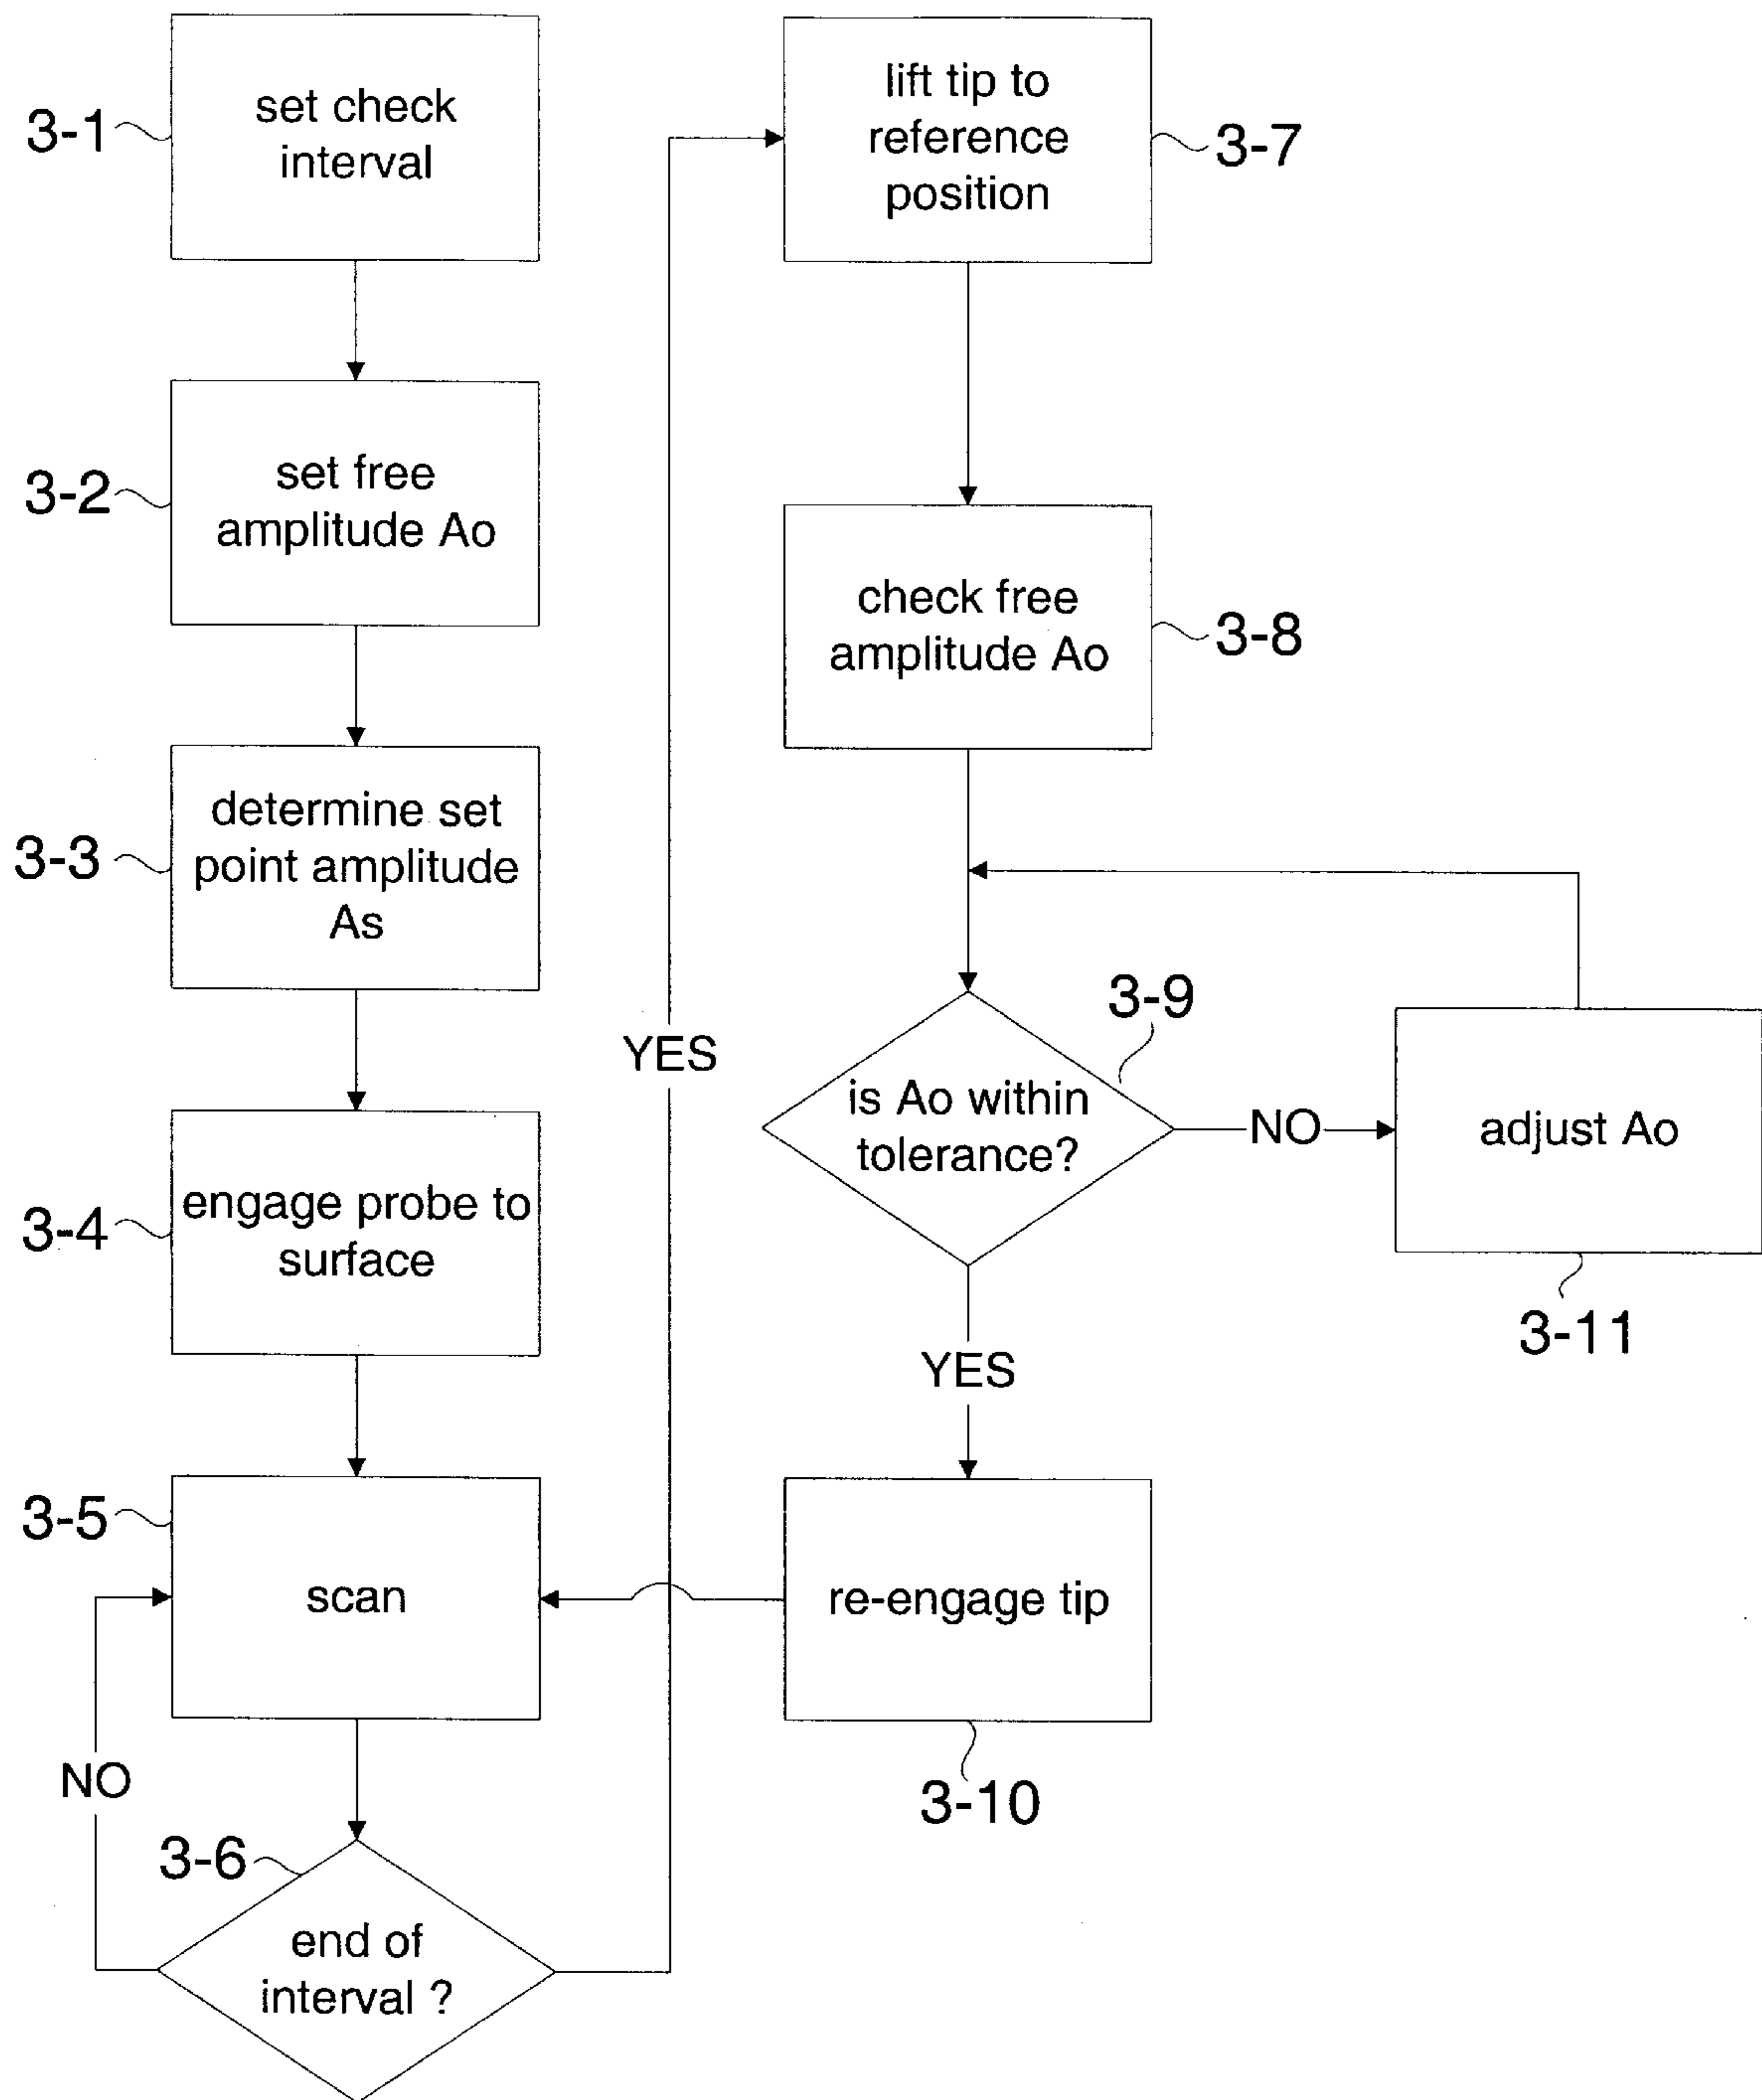 3-1
set check
interval
3-2
set free
amplitude Ao
3-3
determine set
point amplitude
As
3-4
engage probe to
surface
3-5
scan
NO
3-6
end of
interval ?
YES
lift tip to
reference
position
3-7
check free
amplitude Ao
3-8
3-9
is Ao within
tolerance?
NO
adjust Ao
3-11
YES
re-engage tip
3-10